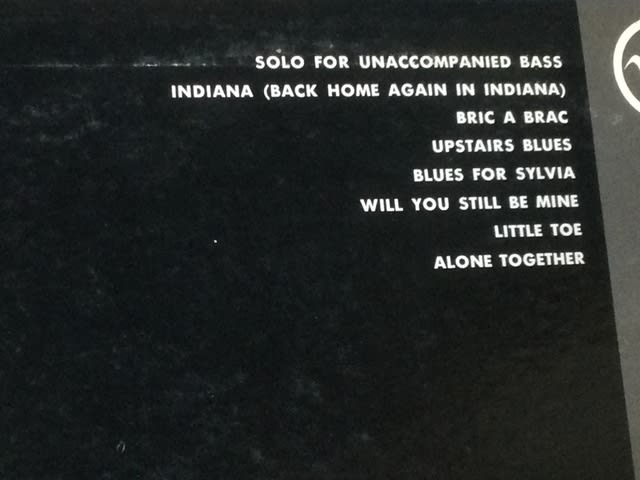 SOLO FOR UNACCOMPANIED BASS
INDIANA (BACK HOME AGAIN IN INDIANA)
BRIC A BRAC
UPSTAIRS BLUES
BLUES FOR SYLVIA
WILL YOU STILL BE MINE
LITTLE TOE
ALONE TOGETHER